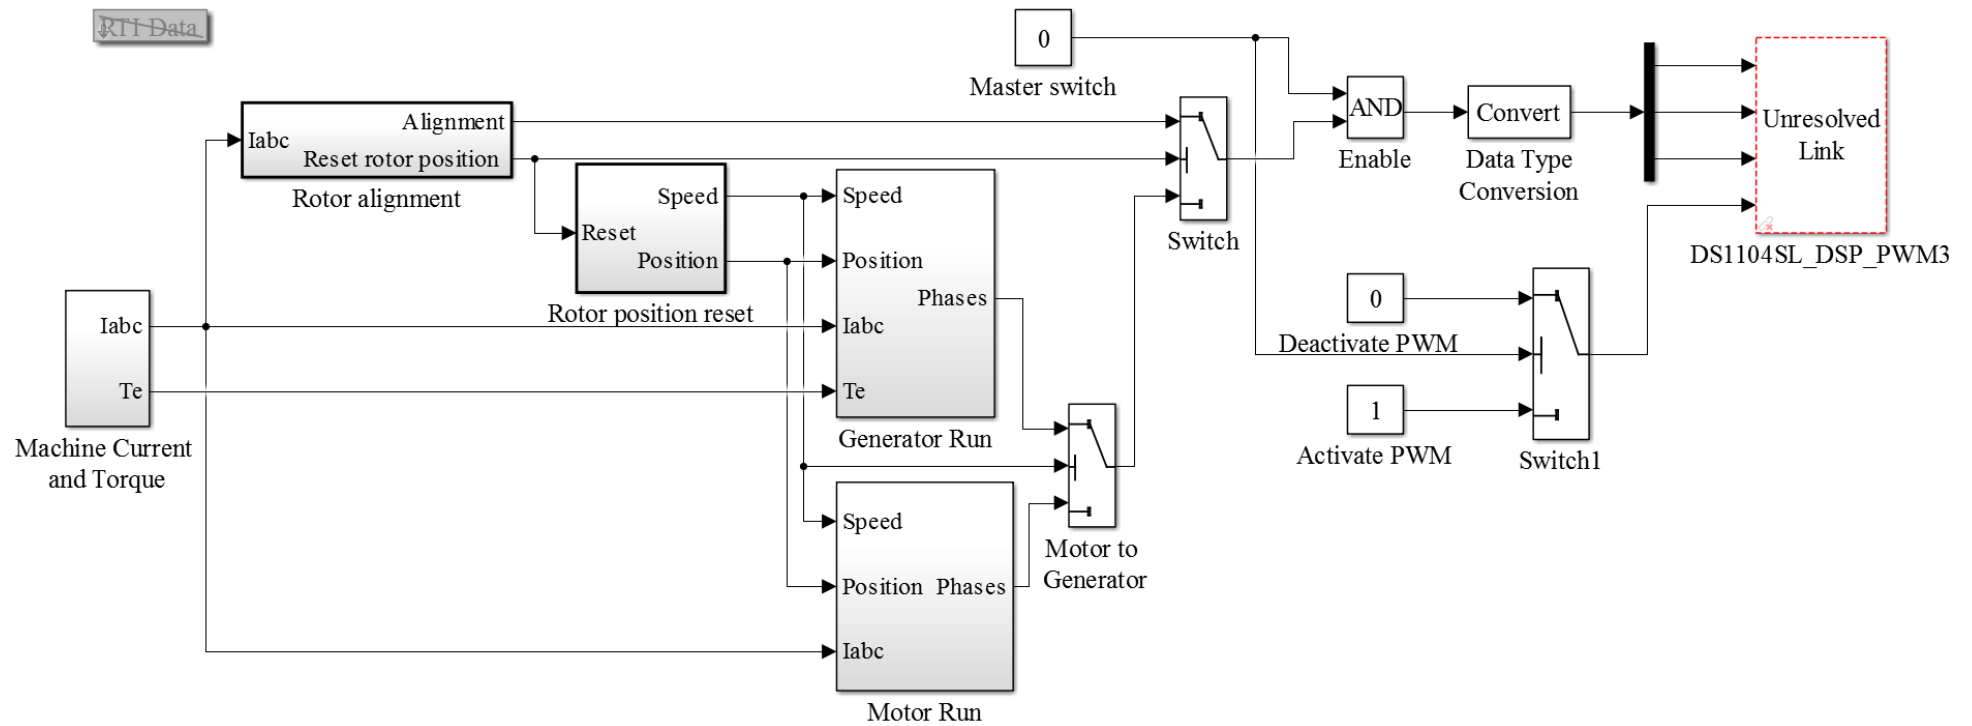 RTI Data
0
Master switch
Iabc
Alignment
Reset rotor position
Rotor alignment
AND
Enable
Convert
Data Type
Conversion
Unresolved
Link
DS1104SL_DSP_PWM3
Reset
Speed
Position
Rotor position reset
Switch
Speed
Position
Iabc
Te
Phases
Generator Run
Iabc
Te
Machine Current
and Torque
0
Deactivate PWM
1
Activate PWM
Switch1
Speed
Position
Iabc
Phases
Motor Run
Motor to
Generator